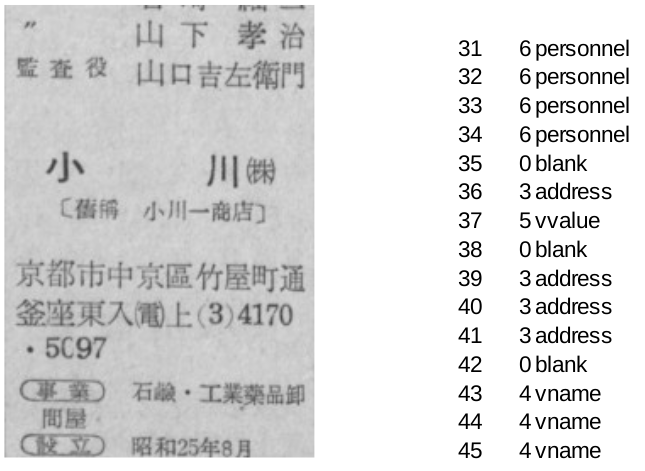 〃 山下孝治
監査役 山口吉左衞門
小川㈱
〔舊稱 小川一商店〕
京都市中京區竹屋町通
釜座東入㊀上(3)4170
・5097
事業 石鹼・工業薬品卸
問屋
設立 昭和25年8月
31 6 personnel
32 6 personnel
33 6 personnel
34 6 personnel
35 0 blank
36 3 address
37 5 vvalue
38 0 blank
39 3 address
40 3 address
41 3 address
42 0 blank
43 4 vname
44 4 vname
45 4 vname